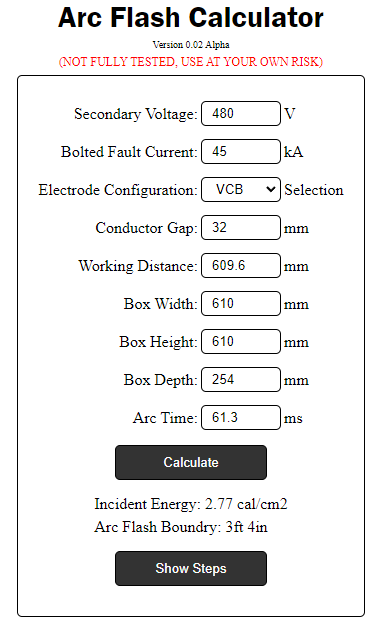 Arc Flash Calculator
Version 0.02 Alpha
(NOT FULLY TESTED, USE AT YOUR OWN RISK)
Secondary Voltage: 480 V
Bolted Fault Current: 45 kA
Electrode Configuration: VCB Selection
Conductor Gap: 32 mm
Working Distance: 609.6 mm
Box Width: 610 mm
Box Height: 610 mm
Box Depth: 254 mm
Arc Time: 61.3 ms
Calculate
Incident Energy: 2.77 cal/cm2
Arc Flash Boundry: 3ft 4in
Show Steps